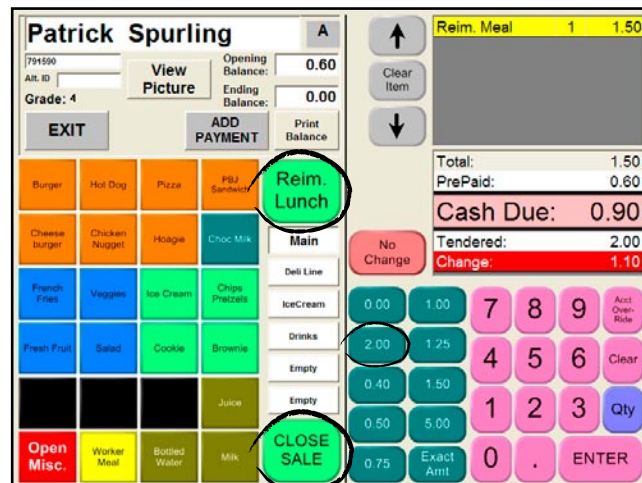 Patrick Spurling A
791590
Alt. ID
Grade: 4
View Picture
Opening Balance: 0.60
Ending Balance: 0.00
EXIT
ADD PAYMENT
Print Balance
Burger Hot Dog Pizza PBJ Sandwich
Reim. Lunch
Cheese burger Chicken Nugget Hoagie Choc Milk
Main
Deli Line
French Fries Veggies Ice Cream Chips Pretzels
IceCream
Drinks
Fresh Fruit Salad Cookie Brownie
Empty
Juice
Empty
Open Misc. Worker Meal Bottled Water Milk
CLOSE SALE
Clear Item
Reim. Meal 1 1.50
Total: 1.50
PrePaid: 0.60
Cash Due: 0.90
Tendered: 2.00
Change: 1.10
No Change
0.00 1.00 7 8 9 Acct Over-Ride
2.00 1.25 4 5 6 Clear
0.40 1.50
1 2 3 Qty
0.50 5.00
0.75 Exact Amt 0 . ENTER